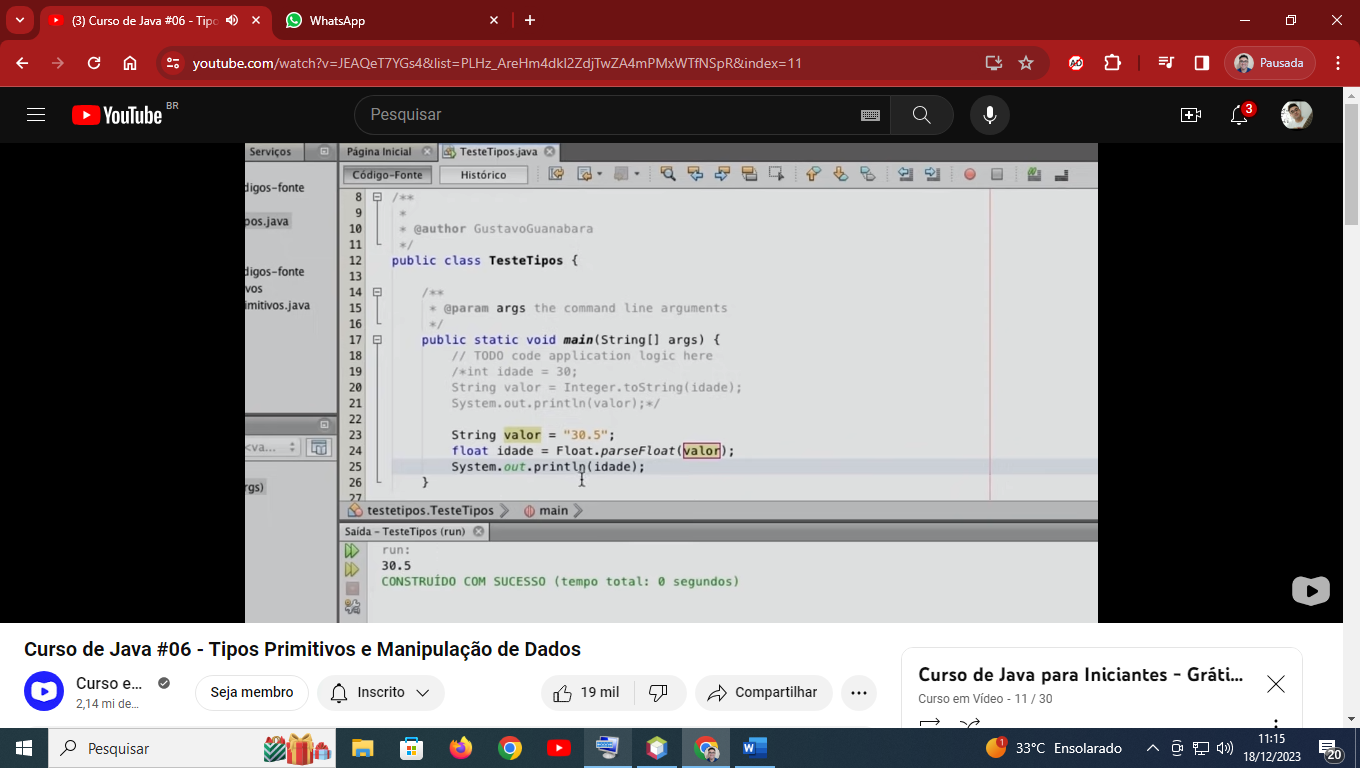 (3) Curso de Java #06 - Tipo
WhatsApp
youtube.com/watch?v=JEAQeT7YGs4&list=PLHz_AreHm4dkI2ZdjTwZA4mPMxWTfNSpR&index=11
Pausada
YouTube BR
Pesquisar
3
Serviços
Página Inicial
TesteTipos.java
Código-Fonte
Histórico
digos-fonte
pos.java
digos-fonte
vos
imitivos.java
<va...
rgs)
8 /**
9 *
10 * @author GustavoGuanabara
11 */
12 public class TesteTipos {
13
14 /**
15 * @param args the command line arguments
16 */
17 public static void main(String[] args) {
18 // TODO code application logic here
19 /*int idade = 30;
20 String valor = Integer.toString(idade);
21 System.out.println(valor);*/
22
23 String valor = "30.5";
24 float idade = Float.parseFloat(valor);
25 System.out.println(idade);
26 }
27
testetipos.TesteTipos
main
Saída - TesteTipos (run)
run:
30.5
CONSTRUÍDO COM SUCESSO (tempo total: 0 segundos)
Curso de Java #06 - Tipos Primitivos e Manipulação de Dados
Curso e...
2,14 mi de...
Seja membro
Inscrito
19 mil
Compartilhar
Curso de Java para Iniciantes - Gráti...
Curso em Vídeo - 11 / 30
Pesquisar
1
33°C Ensolarado
11:15
18/12/2023
20